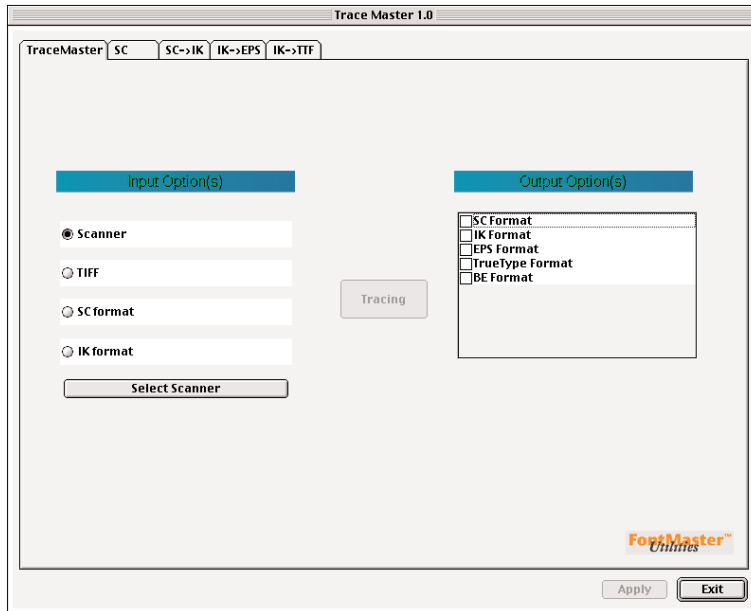 Trace Master 1.0
TraceMaster SC SC->IK IK->EPS IK->TTF
Input Option(s)
Output Option(s)
Scanner
TIFF
SC format
IK format
Select Scanner
Tracing
SC Format
IK Format
EPS Format
TrueType Format
BE Format
FontMaster™
Utilities
Apply Exit